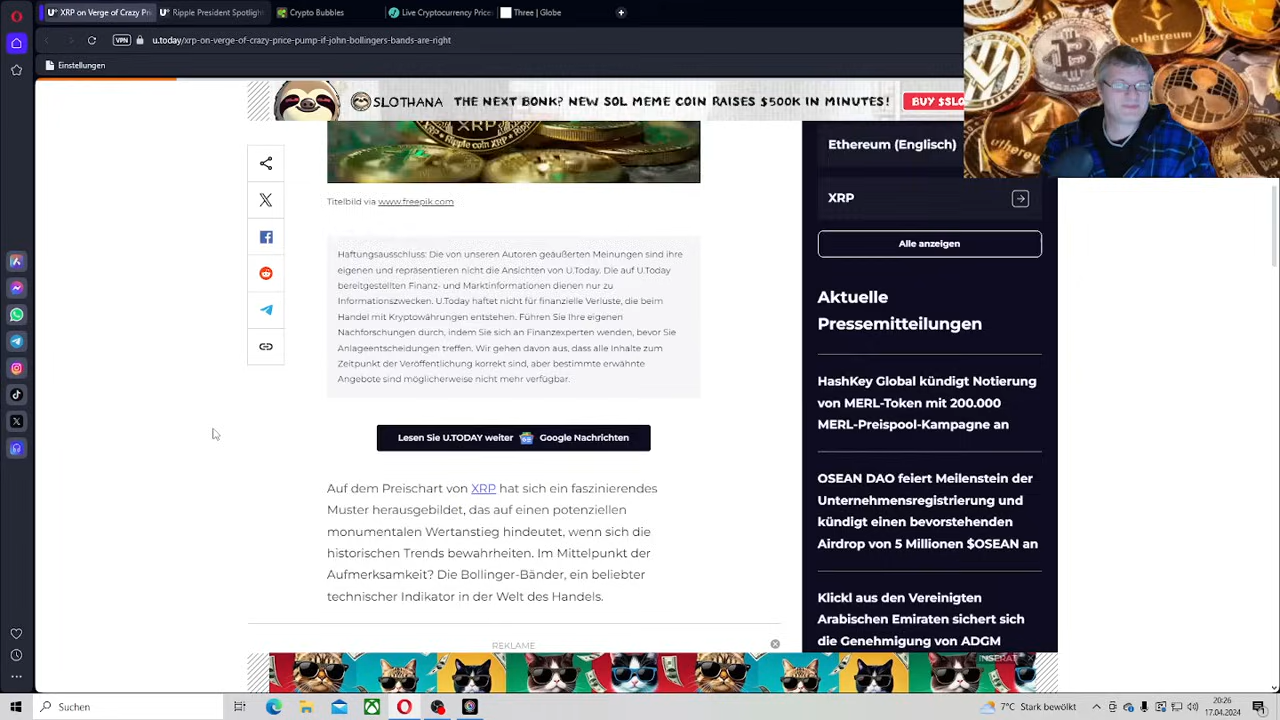 XRP on Verge of Crazy Pri
Ripple President Spotlight
Crypto Bubbles
Live Cryptocurrency Price
Three | Globe
VPN
u.today/xrp-on-verge-of-crazy-price-pump-if-john-bollingers-bands-are-right
Einstellungen
SLOTHANA THE NEXT BONK? NEW SOL MEME COIN RAISES $500K IN MINUTES! BUY $SLO
XRP
Titelbild via www.freepik.com
Haftungsausschluss: Die von unseren Autoren geäußerten Meinungen sind ihre
eigenen und repräsentieren nicht die Ansichten von U.Today. Die auf U.Today
bereitgestellten Finanz- und Marktinformationen dienen nur zu
Informationszwecken. U.Today haftet nicht für finanzielle Verluste, die beim
Handel mit Kryptowährungen entstehen. Führen Sie Ihre eigenen
Nachforschungen durch, indem Sie sich an Finanzexperten wenden, bevor Sie
Anlageentscheidungen treffen. Wir gehen davon aus, dass alle Inhalte zum
Zeitpunkt der Veröffentlichung korrekt sind, aber bestimmte erwähnte
Angebote sind möglicherweise nicht mehr verfügbar.
Lesen Sie U.TODAY weiter Google Nachrichten
Auf dem Preischart von XRP hat sich ein faszinierendes
Muster herausgebildet, das auf einen potenziellen
monumentalen Wertanstieg hindeutet, wenn sich die
historischen Trends bewahrheiten. Im Mittelpunkt der
Aufmerksamkeit? Die Bollinger-Bänder, ein beliebter
technischer Indikator in der Welt des Handels.
REKLAME
Ethereum (Englisch)
XRP
Alle anzeigen
Aktuelle
Pressemitteilungen
HashKey Global kündigt Notierung
von MERL-Token mit 200.000
MERL-Preispool-Kampagne an
OSEAN DAO feiert Meilenstein der
Unternehmensregistrierung und
kündigt einen bevorstehenden
Airdrop von 5 Millionen $OSEAN an
Klickl aus den Vereinigten
Arabischen Emiraten sichert sich
die Genehmigung von ADGM
INSERAT
Suchen
7°C Stark bewölkt
20:26
17.04.2024